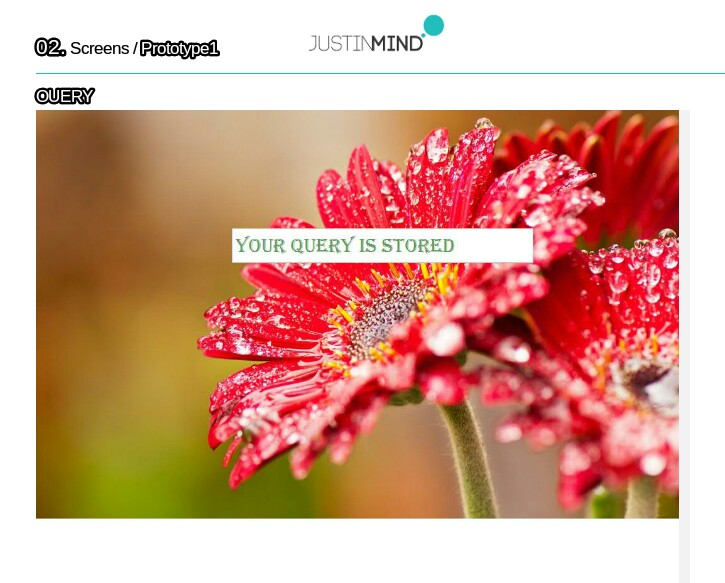 02. Screens / Prototype1
JUSTINMIND
QUERY
YOUR QUERY IS STORED